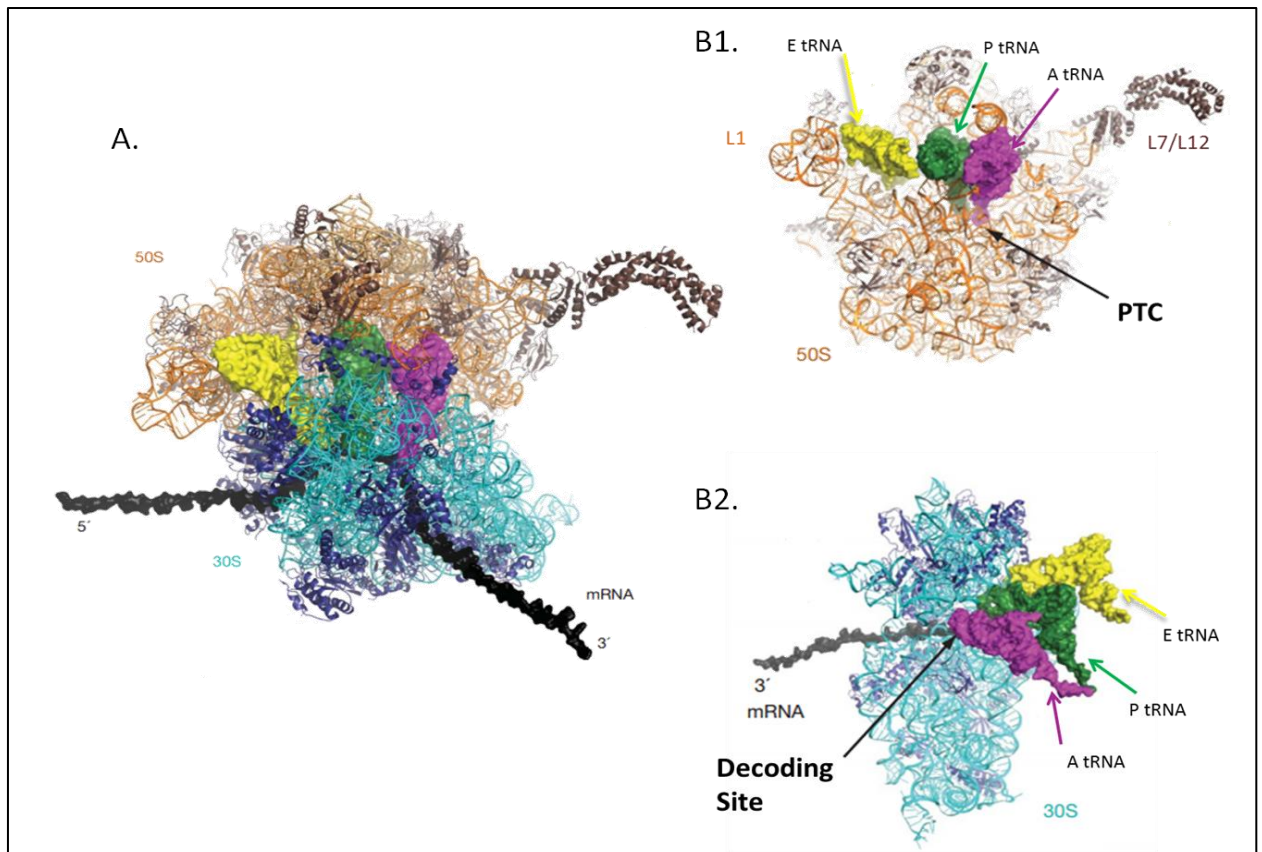 A.
50S
5´
30S
mRNA
3´
B1.
E tRNA
P tRNA
A tRNA
L1
L7/L12
PTC
50S
B2.
E tRNA
3´
mRNA
P tRNA
Decoding
Site
A tRNA
30S